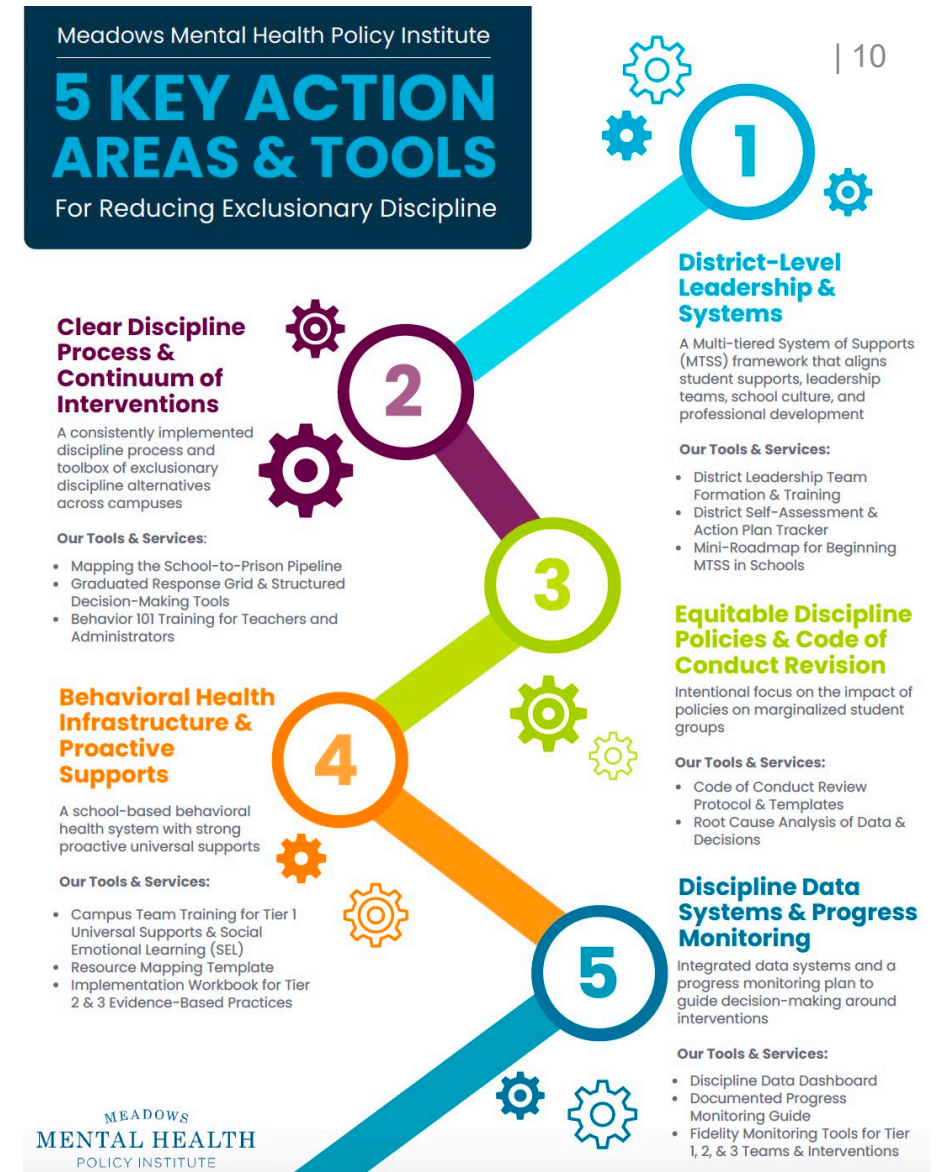 Meadows Mental Health Policy Institute
5 KEY ACTION
AREAS & TOOLS
For Reducing Exclusionary Discipline
| 10
1
District-Level
Leadership &
Systems
A Multi-tiered System of Supports
(MTSS) framework that aligns
student supports, leadership
teams, school culture, and
professional development
Our Tools & Services:
• District Leadership Team
Formation & Training
• District Self-Assessment &
Action Plan Tracker
• Mini-Roadmap for Beginning
MTSS in Schools
2
Clear Discipline
Process &
Continuum of
Interventions
A consistently implemented
discipline process and
toolbox of exclusionary
discipline alternatives
across campuses
Our Tools & Services:
• Mapping the School-to-Prison Pipeline
• Graduated Response Grid & Structured
Decision-Making Tools
• Behavior 101 Training for Teachers and
Administrators
3
Equitable Discipline
Policies & Code of
Conduct Revision
Intentional focus on the impact of
policies on marginalized student
groups
Our Tools & Services:
• Code of Conduct Review
Protocol & Templates
• Root Cause Analysis of Data &
Decisions
4
Behavioral Health
Infrastructure &
Proactive
Supports
A school-based behavioral
health system with strong
proactive universal supports
Our Tools & Services:
• Campus Team Training for Tier 1
Universal Supports & Social
Emotional Learning (SEL)
• Resource Mapping Template
• Implementation Workbook for Tier
2 & 3 Evidence-Based Practices
5
Discipline Data
Systems & Progress
Monitoring
Integrated data systems and a
progress monitoring plan to
guide decision-making around
interventions
Our Tools & Services:
• Discipline Data Dashboard
• Documented Progress
Monitoring Guide
• Fidelity Monitoring Tools for Tier
1, 2, & 3 Teams & Interventions
MEADOWS
MENTAL HEALTH
POLICY INSTITUTE